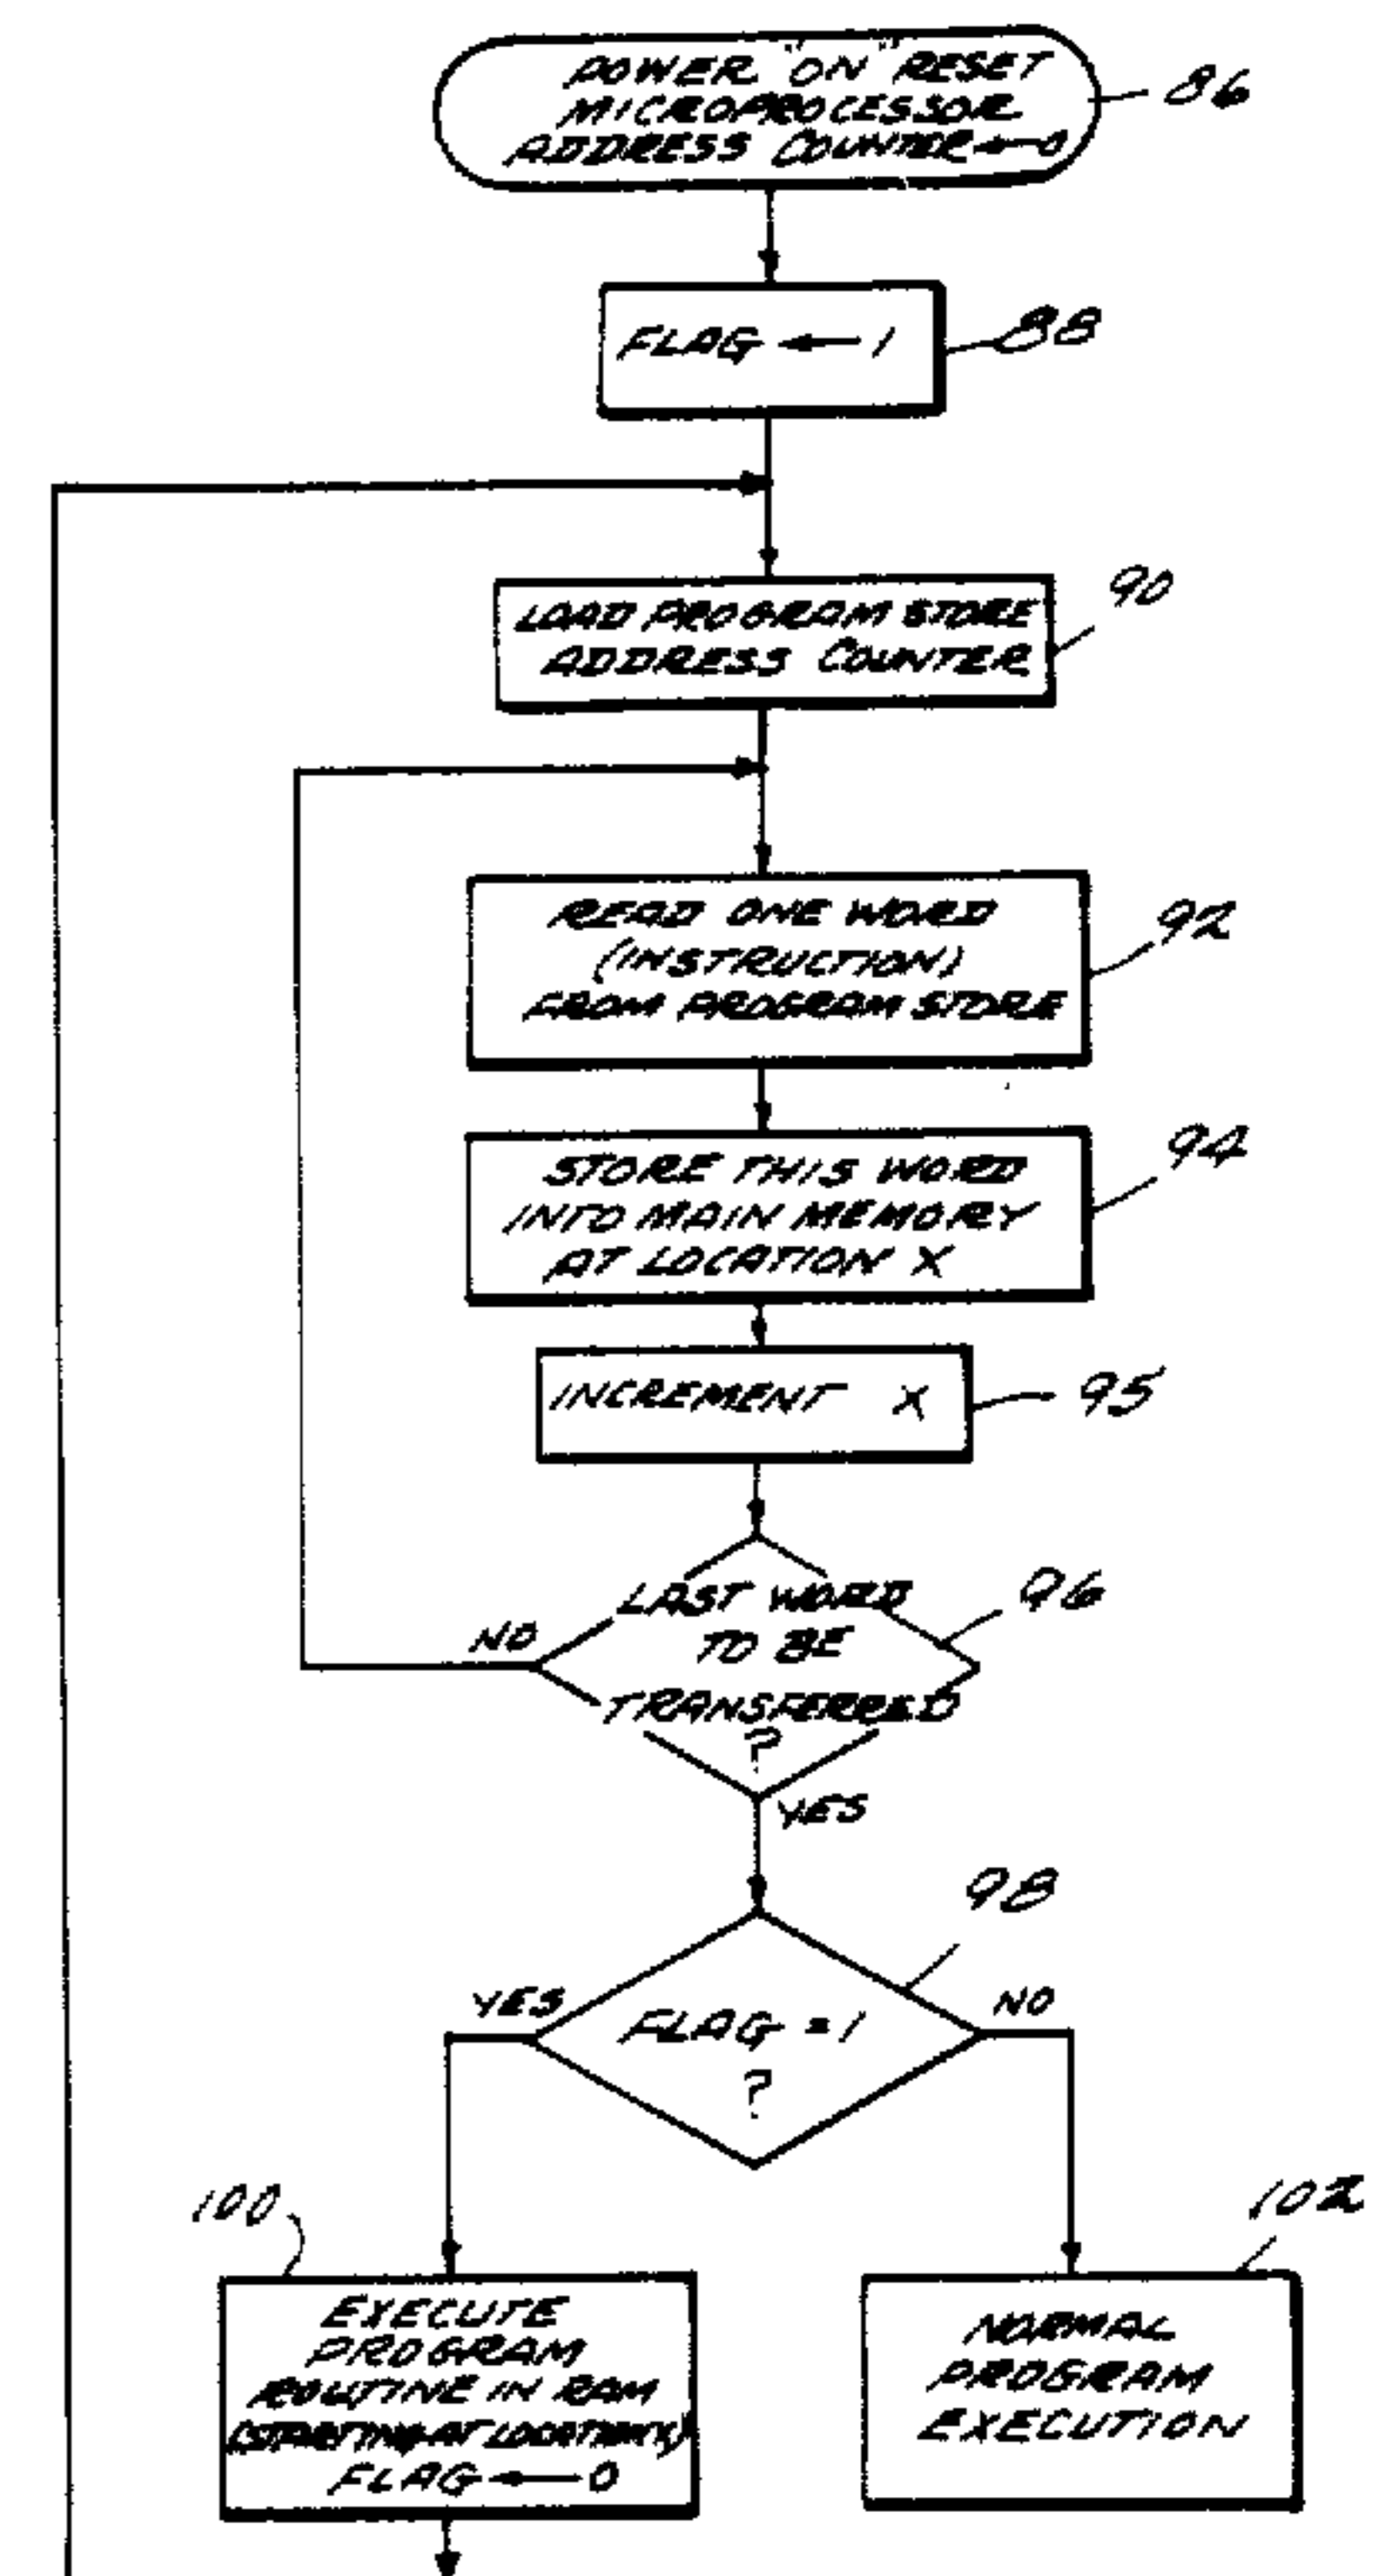 POWER "ON" RESET
MICROPROCESSOR
ADDRESS COUNTER ← 0
86
FLAG ← 1
88
LOAD PROGRAM STORE
ADDRESS COUNTER
90
READ ONE WORD
(INSTRUCTION)
FROM PROGRAM STORE
92
STORE THIS WORD
INTO MAIN MEMORY
AT LOCATION X
94
INCREMENT X
95
LAST WORD
TO BE
TRANSFERRED
?
96
NO
YES
98
FLAG = 1
?
YES
NO
100
EXECUTE
PROGRAM
ROUTINE IN RAM
(STARTING AT LOCATION
FLAG ← 0
102
NORMAL
PROGRAM
EXECUTION